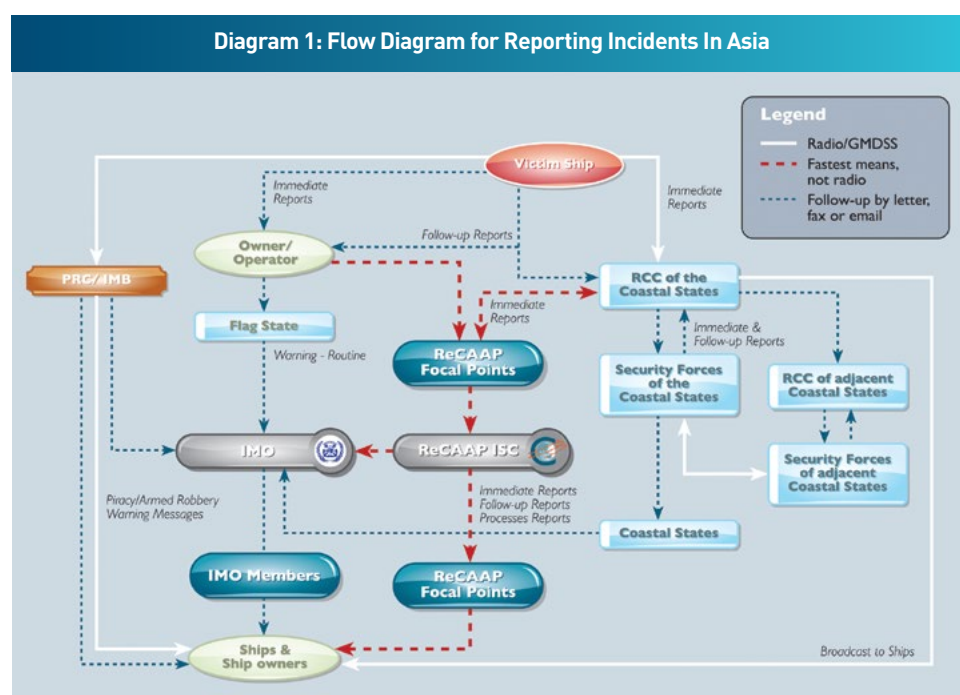 Diagram 1: Flow Diagram for Reporting Incidents In Asia
Legend
Radio/GMDSS
Fastest means,
not radio
Follow-up by letter,
fax or email
Victim Ship
Immediate
Reports
Immediate
Reports
Follow-up Reports
Owner/
Operator
PRG/IMB
RCC of the
Coastal States
Flag State
Immediate
Reports
Immediate &
Follow-up Reports
Warning - Routine
ReCAAP
Focal Points
Security Forces
of the
Coastal States
RCC of adjacent
Coastal States
IMO
ReCAAP ISC
Security Forces
of adjacent
Coastal States
Piracy/Armed Robbery
Warning Messages
Immediate Reports
Follow-up Reports
Processes Reports
Coastal States
IMO Members
ReCAAP
Focal Points
Ships &
Ship owners
Broadcast to Ships